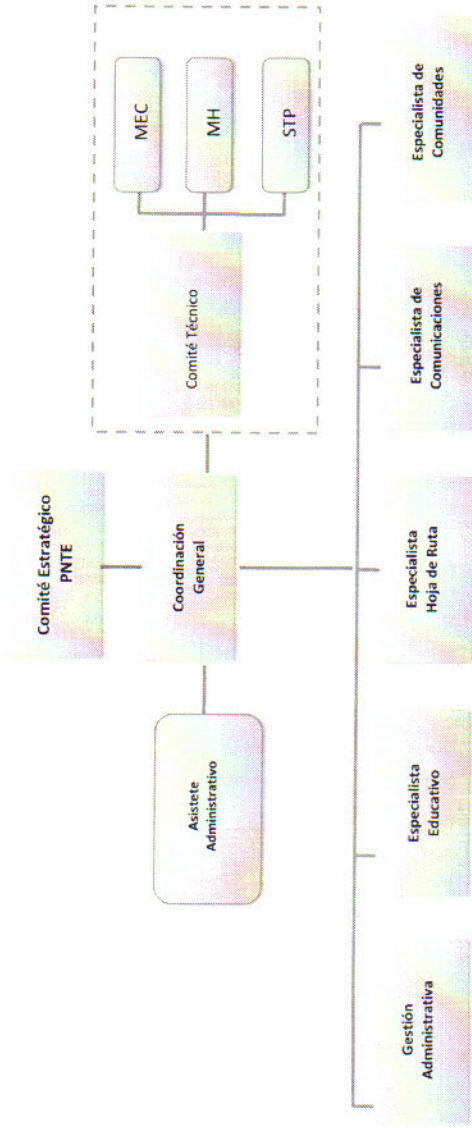 Comité Estratégico
PNTE
Asistete
Administrativo
Coordinación
General
Comité Técnico
MEC
MH
STP
Gestión
Administrativa
Especialista
Educativo
Especialista
Hoja de Ruta
Especialista de
Comunicaciones
Especialista de
Comunidades